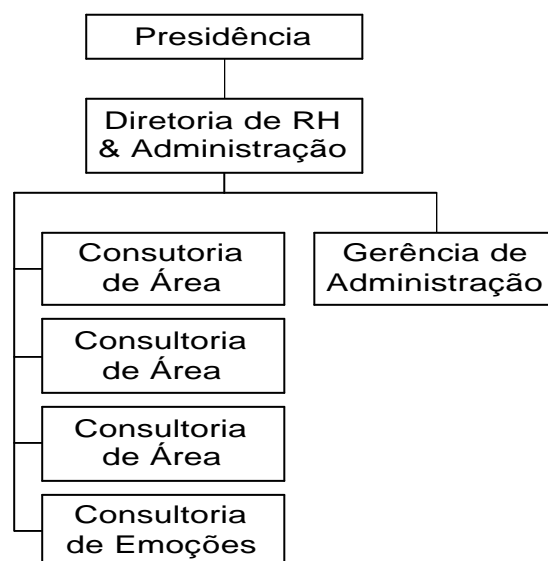 Presidência
Diretoria de RH
& Administração
Consutoria
de Área
Gerência de
Administração
Consultoria
de Área
Consultoria
de Área
Consultoria
de Emoções